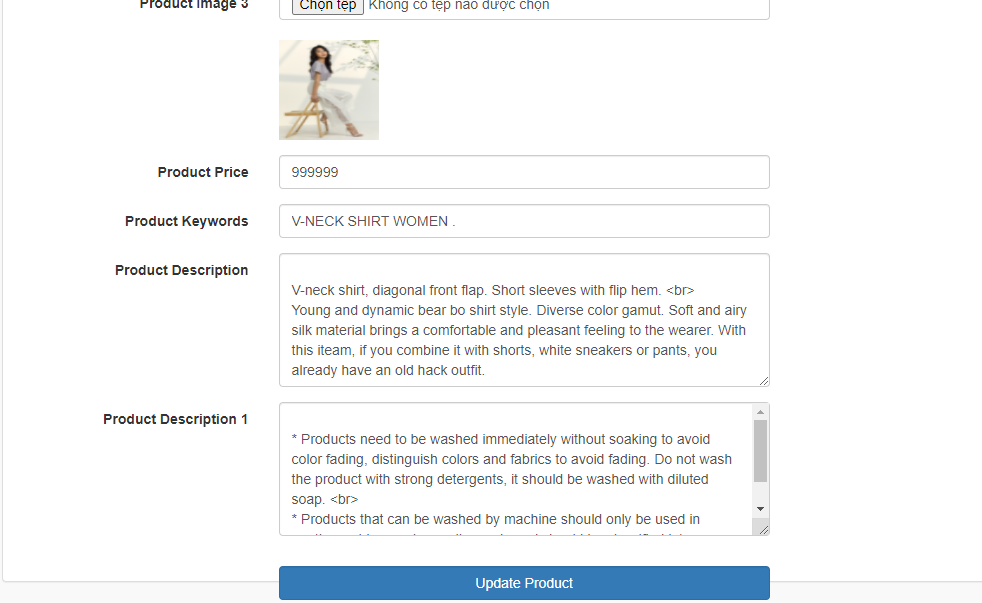 Product Image 3
Chọn tệp Không có tệp nào được chọn
Product Price
999999
Product Keywords
V-NECK SHIRT WOMEN .
Product Description
V-neck shirt, diagonal front flap. Short sleeves with flip hem. <br>
Young and dynamic bear bo shirt style. Diverse color gamut. Soft and airy
silk material brings a comfortable and pleasant feeling to the wearer. With
this iteam, if you combine it with shorts, white sneakers or pants, you
already have an old hack outfit.
Product Description 1
* Products need to be washed immediately without soaking to avoid
color fading, distinguish colors and fabrics to avoid fading. Do not wash
the product with strong detergents, it should be washed with diluted
soap. <br>
* Products that can be washed by machine should only be used in
Update Product